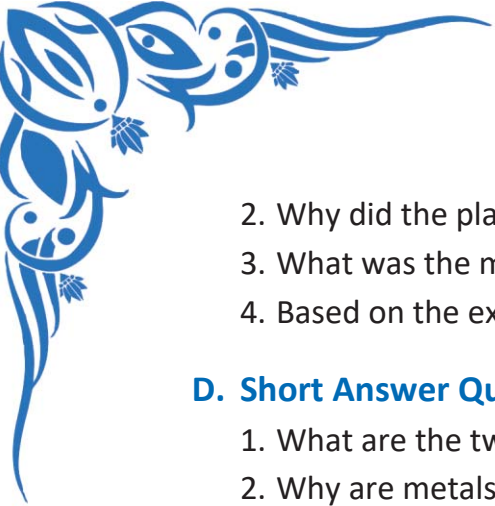 2. Why did the pla
3. What was the m
4. Based on the ex
D. Short Answer Qu
1. What are the tw
2. Why are metals